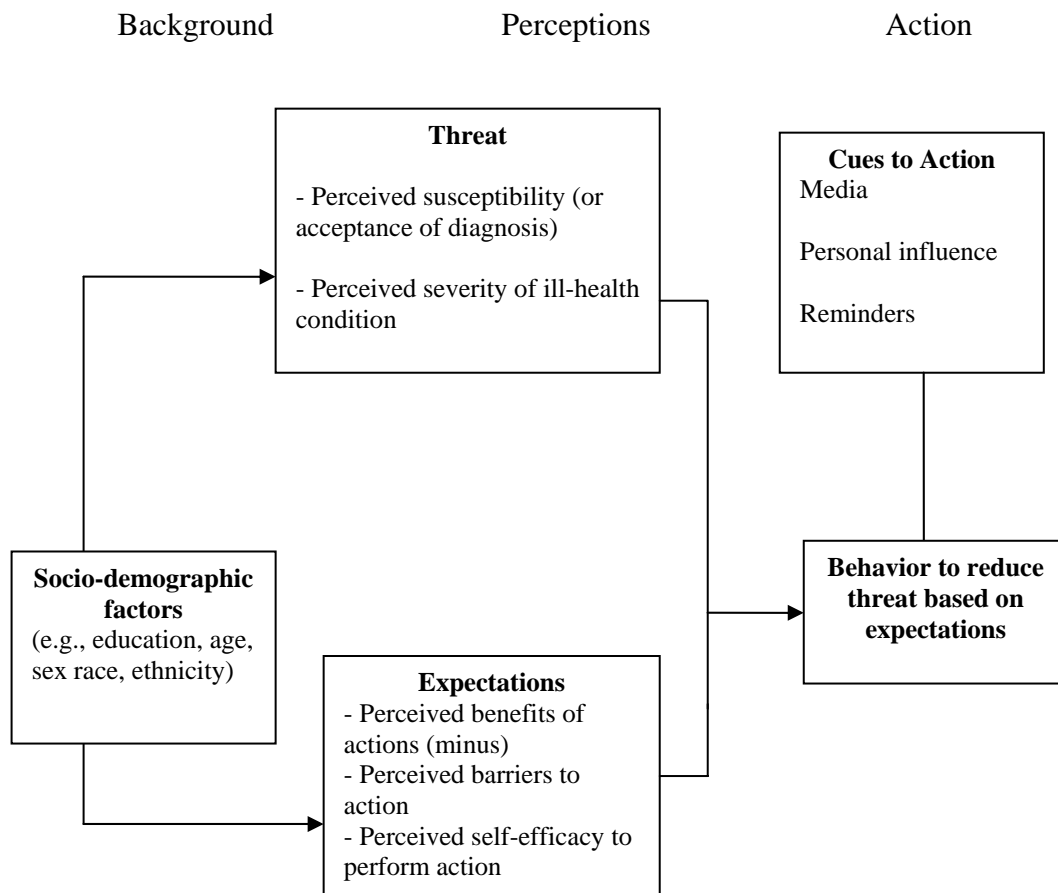 Background
Perceptions
Action
Threat
- Perceived susceptibility (or
acceptance of diagnosis)
- Perceived severity of ill-health
condition
Cues to Action
Media
Personal influence
Reminders
Socio-demographic
factors
(e.g., education, age,
sex race, ethnicity)
Expectations
- Perceived benefits of
actions (minus)
- Perceived barriers to
action
- Perceived self-efficacy to
perform action
Behavior to reduce
threat based on
expectations